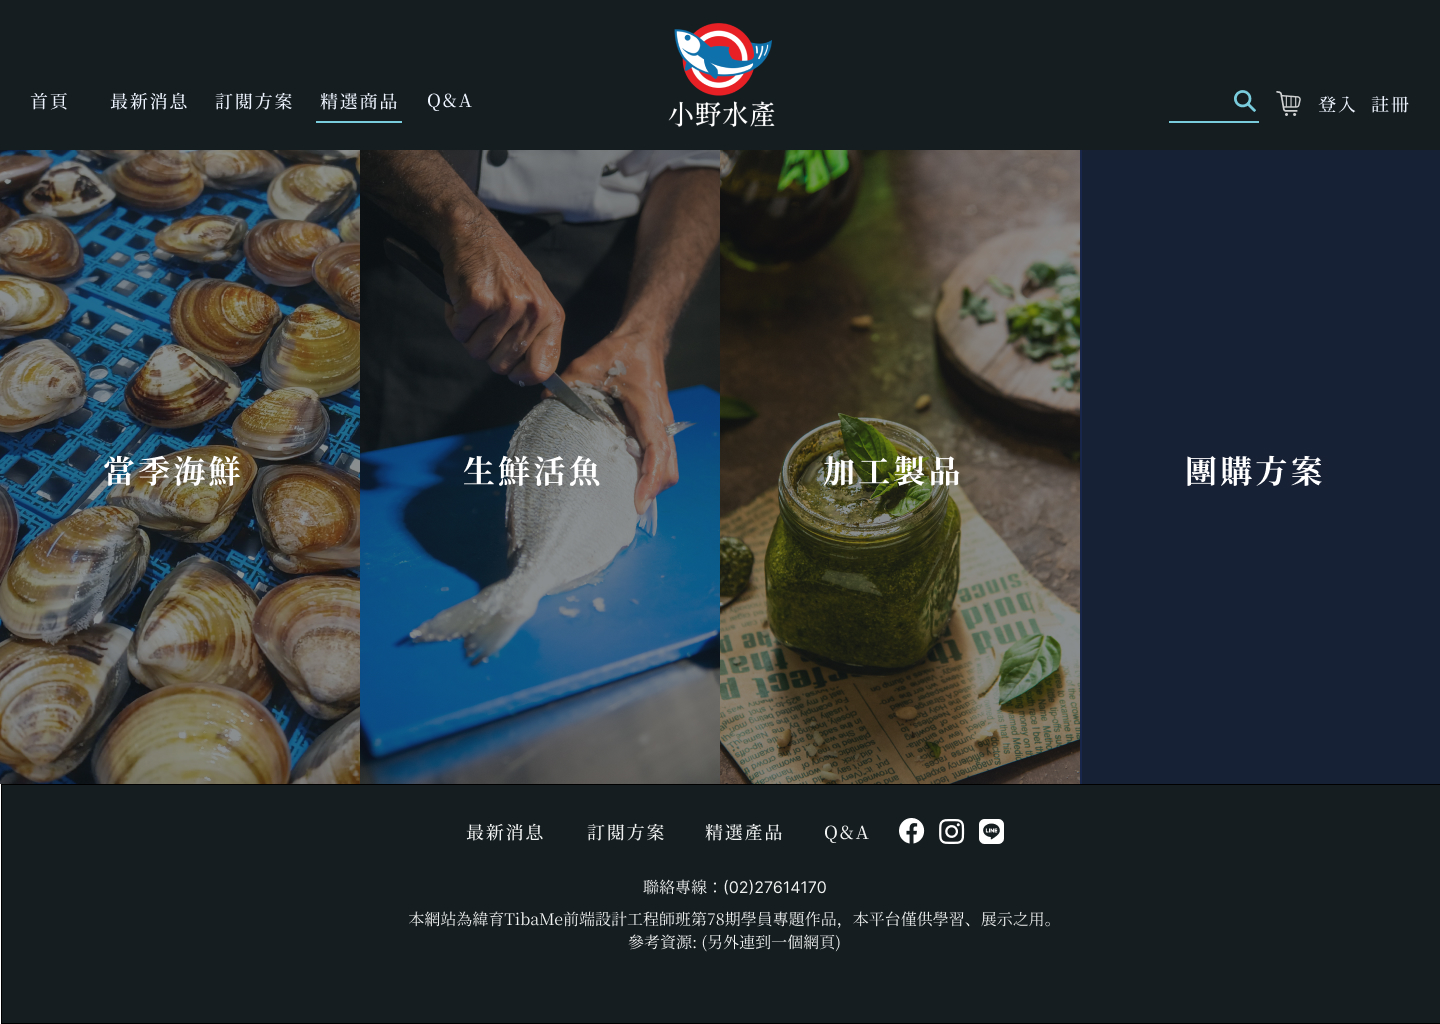 首頁 最新消息 訂閱方案 精選商品 Q&A
小野水產
登入 註冊
當季海鮮
生鮮活魚
加工製品
團購方案
最新消息 訂閱方案 精選產品 Q&A
LINE
聯絡專線：(02)27614170
本網站為緯育TibaMe前端設計工程師班第78期學員專題作品，本平台僅供學習、展示之用。
參考資源: (另外連到一個網頁)